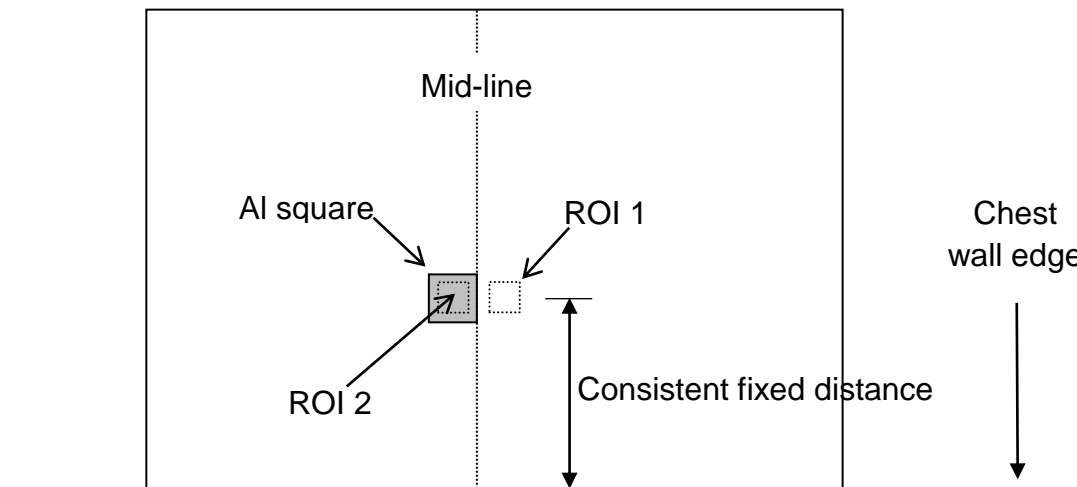 Mid-line
Al square
ROI 1
Chest
wall edge
ROI 2
Consistent fixed distance